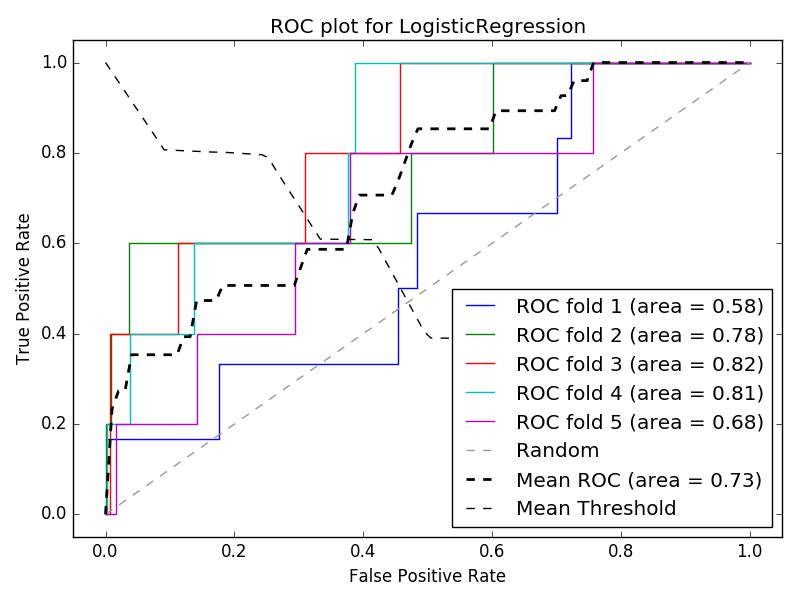 ROC plot for LogisticRegression
True Positive Rate
1.0
0.8
0.6
0.4
0.2
0.0
ROC fold 1 (area = 0.58)
ROC fold 2 (area = 0.78)
ROC fold 3 (area = 0.82)
ROC fold 4 (area = 0.81)
ROC fold 5 (area = 0.68)
Random
Mean ROC (area = 0.73)
Mean Threshold
0.0 0.2 0.4 0.6 0.8 1.0
False Positive Rate